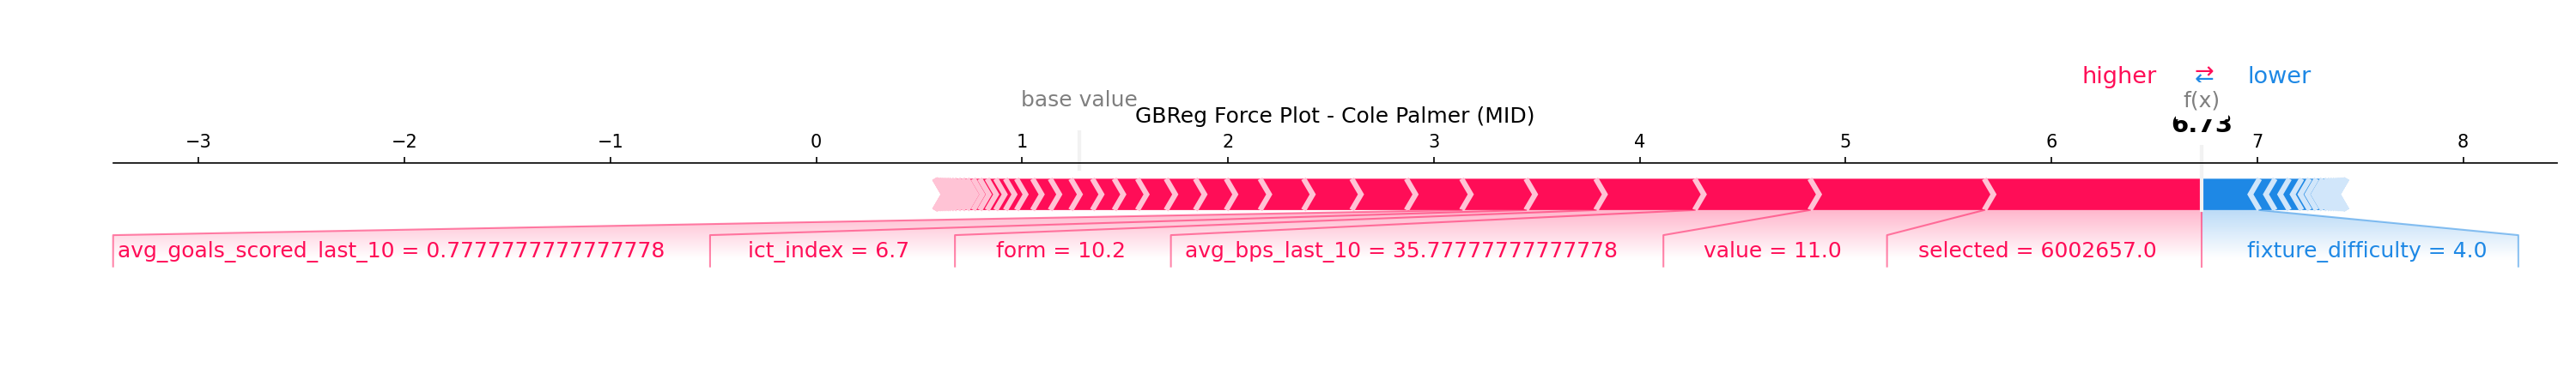 higher ⇄ lower
base value f(x)
GBReg Force Plot - Cole Palmer (MID)
6.73
−3 −2 −1 0 1 2 3 4 5 6 7 8
avg_goals_scored_last_10 = 0.7777777777777778 ict_index = 6.7 form = 10.2 avg_bps_last_10 = 35.77777777777778 value = 11.0 selected = 6002657.0 fixture_difficulty = 4.0